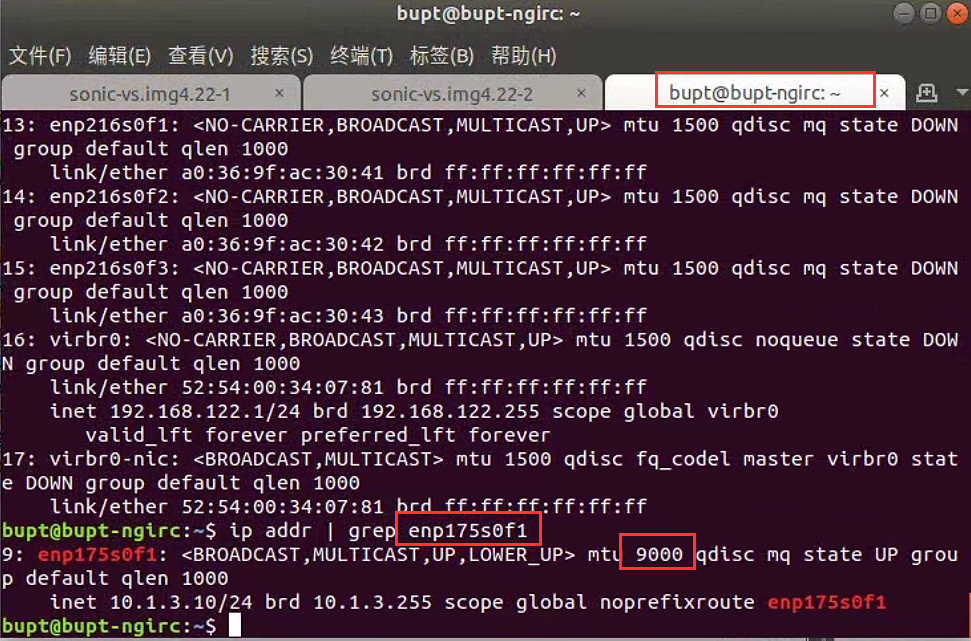 bupt@bupt-ngirc: ~
文件(F) 编辑(E) 查看(V) 搜索(S) 终端(T) 标签(B) 帮助(H)
sonic-vs.img4.22-1 × sonic-vs.img4.22-2 × bupt@bupt-ngirc: ~ ×
13: enp216s0f1: <NO-CARRIER,BROADCAST,MULTICAST,UP> mtu 1500 qdisc mq state DOWN
 group default qlen 1000
    link/ether a0:36:9f:ac:30:41 brd ff:ff:ff:ff:ff:ff
14: enp216s0f2: <NO-CARRIER,BROADCAST,MULTICAST,UP> mtu 1500 qdisc mq state DOWN
 group default qlen 1000
    link/ether a0:36:9f:ac:30:42 brd ff:ff:ff:ff:ff:ff
15: enp216s0f3: <NO-CARRIER,BROADCAST,MULTICAST,UP> mtu 1500 qdisc mq state DOWN
 group default qlen 1000
    link/ether a0:36:9f:ac:30:43 brd ff:ff:ff:ff:ff:ff
16: virbr0: <NO-CARRIER,BROADCAST,MULTICAST,UP> mtu 1500 qdisc noqueue state DOW
N group default qlen 1000
    link/ether 52:54:00:34:07:81 brd ff:ff:ff:ff:ff:ff
    inet 192.168.122.1/24 brd 192.168.122.255 scope global virbr0
       valid_lft forever preferred_lft forever
17: virbr0-nic: <BROADCAST,MULTICAST> mtu 1500 qdisc fq_codel master virbr0 stat
e DOWN group default qlen 1000
    link/ether 52:54:00:34:07:81 brd ff:ff:ff:ff:ff:ff
bupt@bupt-ngirc:~$ ip addr | grep enp175s0f1
9: enp175s0f1: <BROADCAST,MULTICAST,UP,LOWER_UP> mtu 9000 qdisc mq state UP grou
p default qlen 1000
    inet 10.1.3.10/24 brd 10.1.3.255 scope global noprefixroute enp175s0f1
bupt@bupt-ngirc:~$